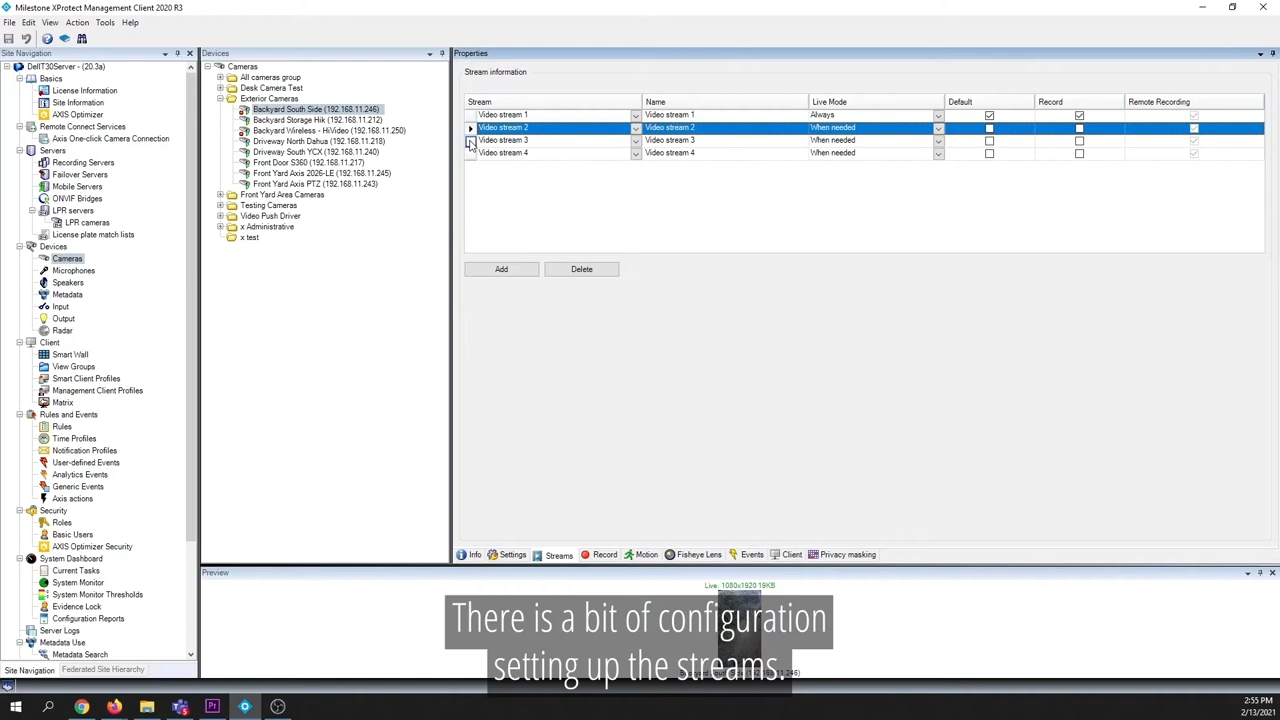 Milestone XProtect Management Client 2020 R3
File Edit View Action Tools Help
Site Navigation
DellT30Server - (20.3a)
Basics
License Information
Site Information
AXIS Optimizer
Remote Connect Services
Axis One-click Camera Connection
Servers
Recording Servers
Failover Servers
Mobile Servers
ONVIF Bridges
LPR servers
LPR cameras
License plate match lists
Devices
Cameras
Microphones
Speakers
Metadata
Input
Output
Radar
Client
Smart Wall
View Groups
Smart Client Profiles
Management Client Profiles
Matrix
Rules and Events
Rules
Time Profiles
Notification Profiles
User-defined Events
Analytics Events
Generic Events
Axis actions
Security
Roles
Basic Users
AXIS Optimizer Security
System Dashboard
Current Tasks
System Monitor
System Monitor Thresholds
Evidence Lock
Configuration Reports
Server Logs
Metadata Use
Metadata Search
Site Navigation Federated Site Hierarchy
Devices
Cameras
All cameras group
Desk Camera Test
Exterior Cameras
Backyard South Side (192.168.11.246)
Backyard Storage Hik (192.168.11.212)
Backyard Wireless - HiVideo (192.168.11.250)
Driveway North Dahua (192.168.11.218)
Driveway South YCX (192.168.11.240)
Front Door S360 (192.168.11.217)
Front Yard Axis 2026-LE (192.168.11.245)
Front Yard Axis PTZ (192.168.11.243)
Front Yard Area Cameras
Testing Cameras
Video Push Driver
x Administrative
x test
Properties
Stream information
Stream Name Live Mode Default Record Remote Recording
Video stream 1 Video stream 1 Always
Video stream 2 Video stream 2 When needed
Video stream 3 Video stream 3 When needed
Video stream 4 Video stream 4 When needed
Add Delete
Info Settings Streams Record Motion Fisheye Lens Events Client Privacy masking
Preview
Live: 1080x1920 19KB
There is a bit of configuration
setting up the streams.
2:55 PM
2/13/2021